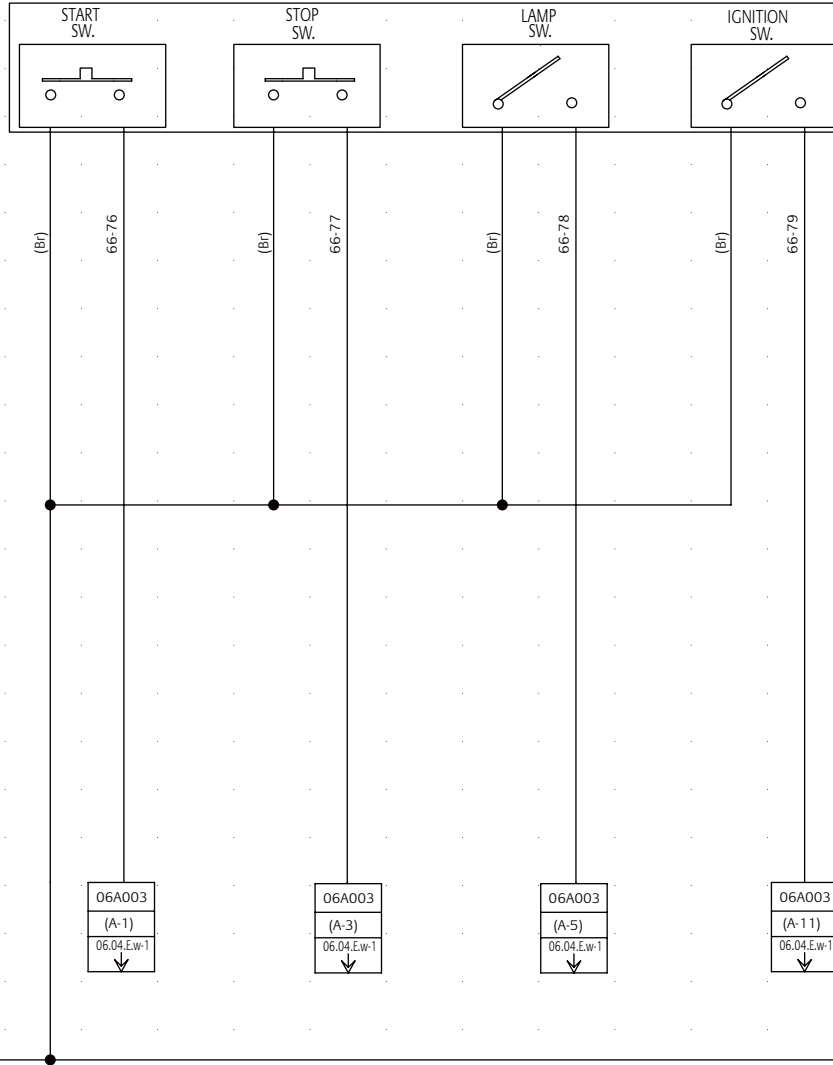 START
SW.
STOP
SW.
LAMP
SW.
IGNITION
SW.
(Br)
66-76
(Br)
66-77
(Br)
66-78
(Br)
66-79
06A003
(A-1)
06.04.E.w-1
06A003
(A-3)
06.04.E.w-1
06A003
(A-5)
06.04.E.w-1
06A003
(A-11)
06.04.E.w-1